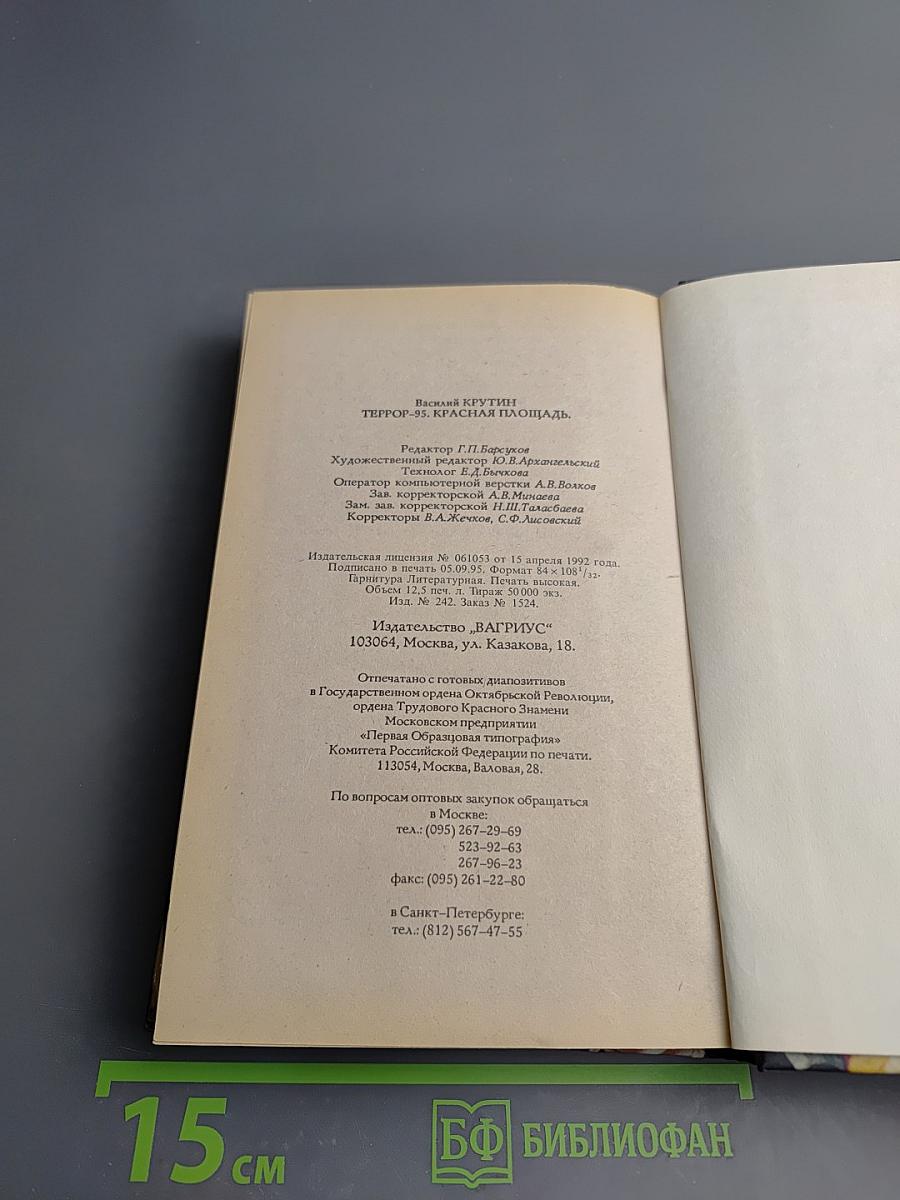 Василий КРУТИН
ТЕРРОР–95. КРАСНАЯ ПЛОЩАДЬ.
Редактор Г.П.Барсуков
Художественный редактор Ю.В.Архангельский
Технолог Е.Д.Бычкова
Оператор компьютерной верстки А.В.Волков
Зав. корректорской А.В.Минаева
Зам. зав. корректорской Н.Ш.Таласбаева
Корректоры В.А.Жечков, С.Ф.Лисовский
Издательская лицензия № 061053 от 15 апреля 1992 года.
Подписано в печать 05.09.95. Формат 84 × 108¹/₃₂.
Гарнитура Литературная. Печать высокая.
Объем 12,5 печ. л. Тираж 50 000 экз.
Изд. № 242. Заказ № 1524.
Издательство „ВАГРИУС“
103064, Москва, ул. Казакова, 18.
Отпечатано с готовых диапозитивов
в Государственном ордена Октябрьской Революции,
ордена Трудового Красного Знамени
Московском предприятии
«Первая Образцовая типография»
Комитета Российской Федерации по печати.
113054, Москва, Валовая, 28.
По вопросам оптовых закупок обращаться
в Москве:
тел.: (095) 267–29–69
523–92–63
267–96–23
факс: (095) 261–22–80
в Санкт–Петербурге:
тел.: (812) 567–47–55
15 см
БФ БИБЛИОФАН